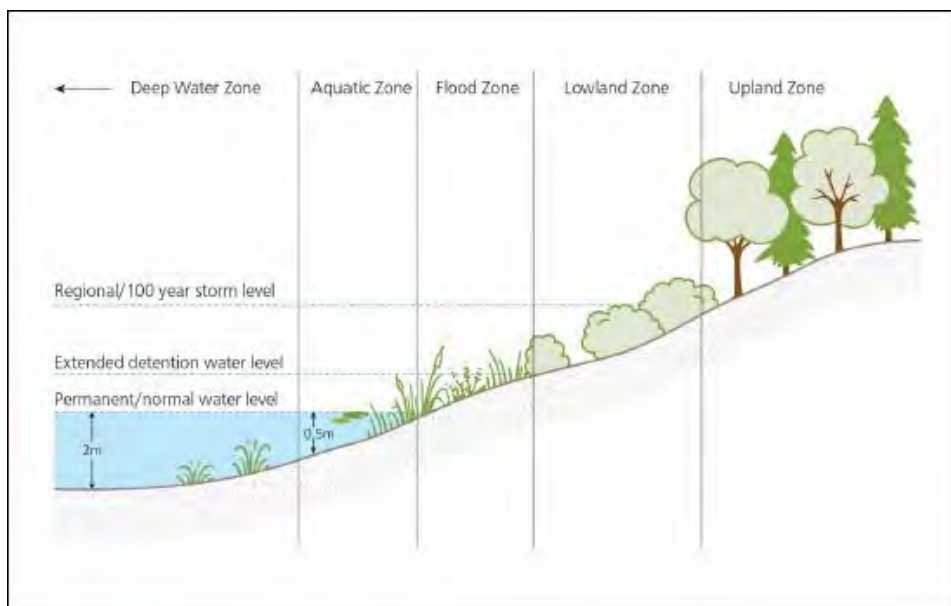 Deep Water Zone
Aquatic Zone
Flood Zone
Lowland Zone
Upland Zone
Regional/100 year storm level
Extended detention water level
Permanent/normal water level
2m
0.5m